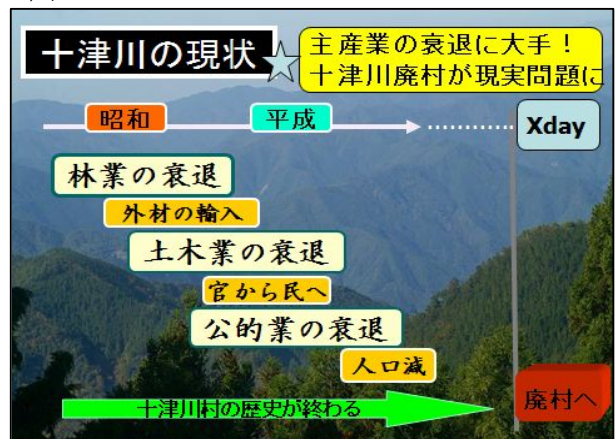 十津川の現状
主産業の衰退に大手！
十津川廃村が現実問題に
昭和
平成
Xday
林業の衰退
外材の輸入
土木業の衰退
官から民へ
公的業の衰退
人口減
十津川村の歴史が終わる
廃村へ